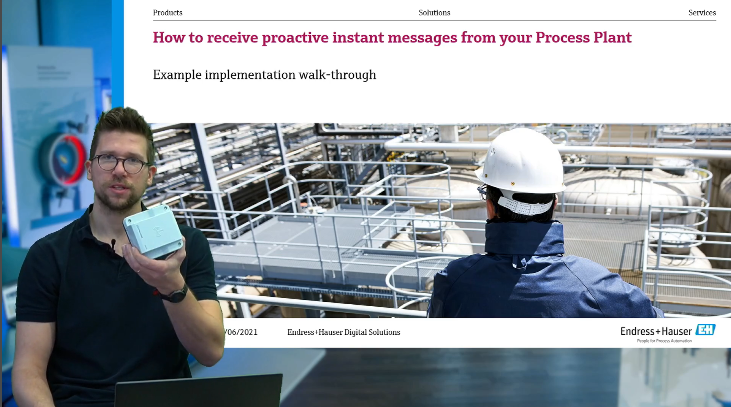 Products Solutions Services
How to receive proactive instant messages from your Process Plant
Example implementation walk-through
/06/2021 Endress+Hauser Digital Solutions
Endress+Hauser EH
People for Process Automation